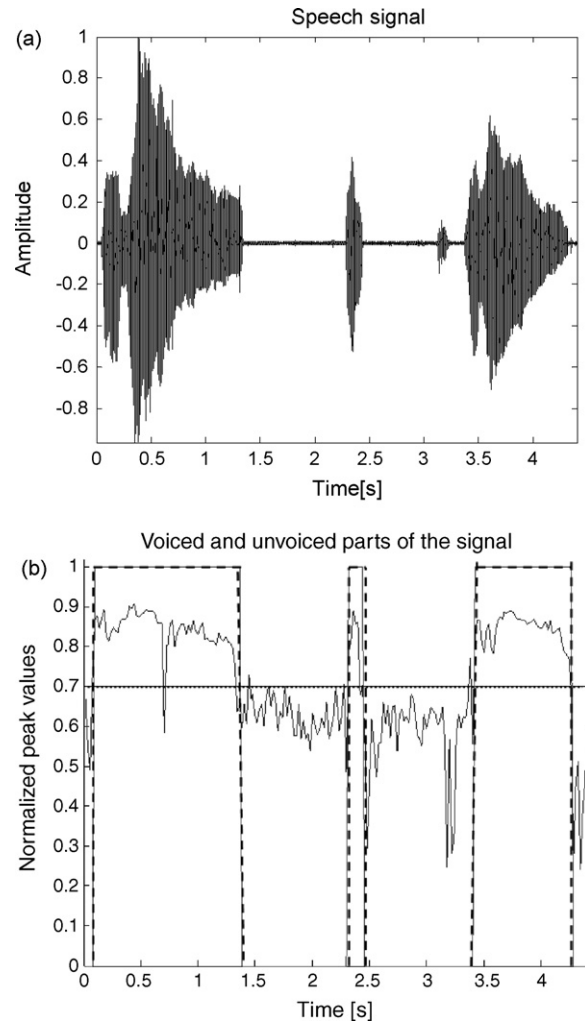 (a)
Speech signal
1
0.8
0.6
0.4
0.2
0
-0.2
-0.4
-0.6
-0.8
Amplitude
0 0.5 1 1.5 2 2.5 3 3.5 4
Time[s]
(b)
Voiced and unvoiced parts of the signal
1
0.9
0.8
0.7
0.6
0.5
0.4
0.3
0.2
0.1
0
Normalized peak values
0 0.5 1 1.5 2 2.5 3 3.5 4
Time [s]